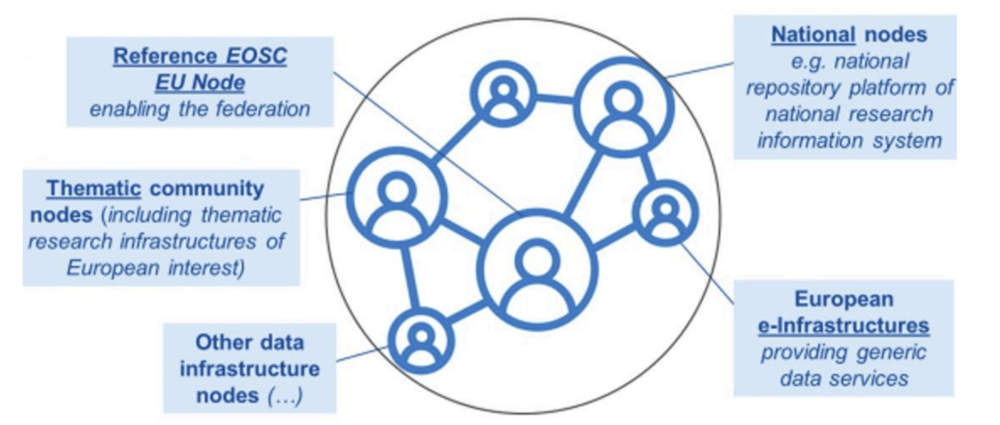 Reference EOSC
EU Node
enabling the federation
National nodes
e.g. national
repository platform of
national research
information system
Thematic community
nodes (including thematic
research infrastructures of
European interest)
Other data
infrastructure
nodes (...)
European
e-Infrastructures
providing generic
data services